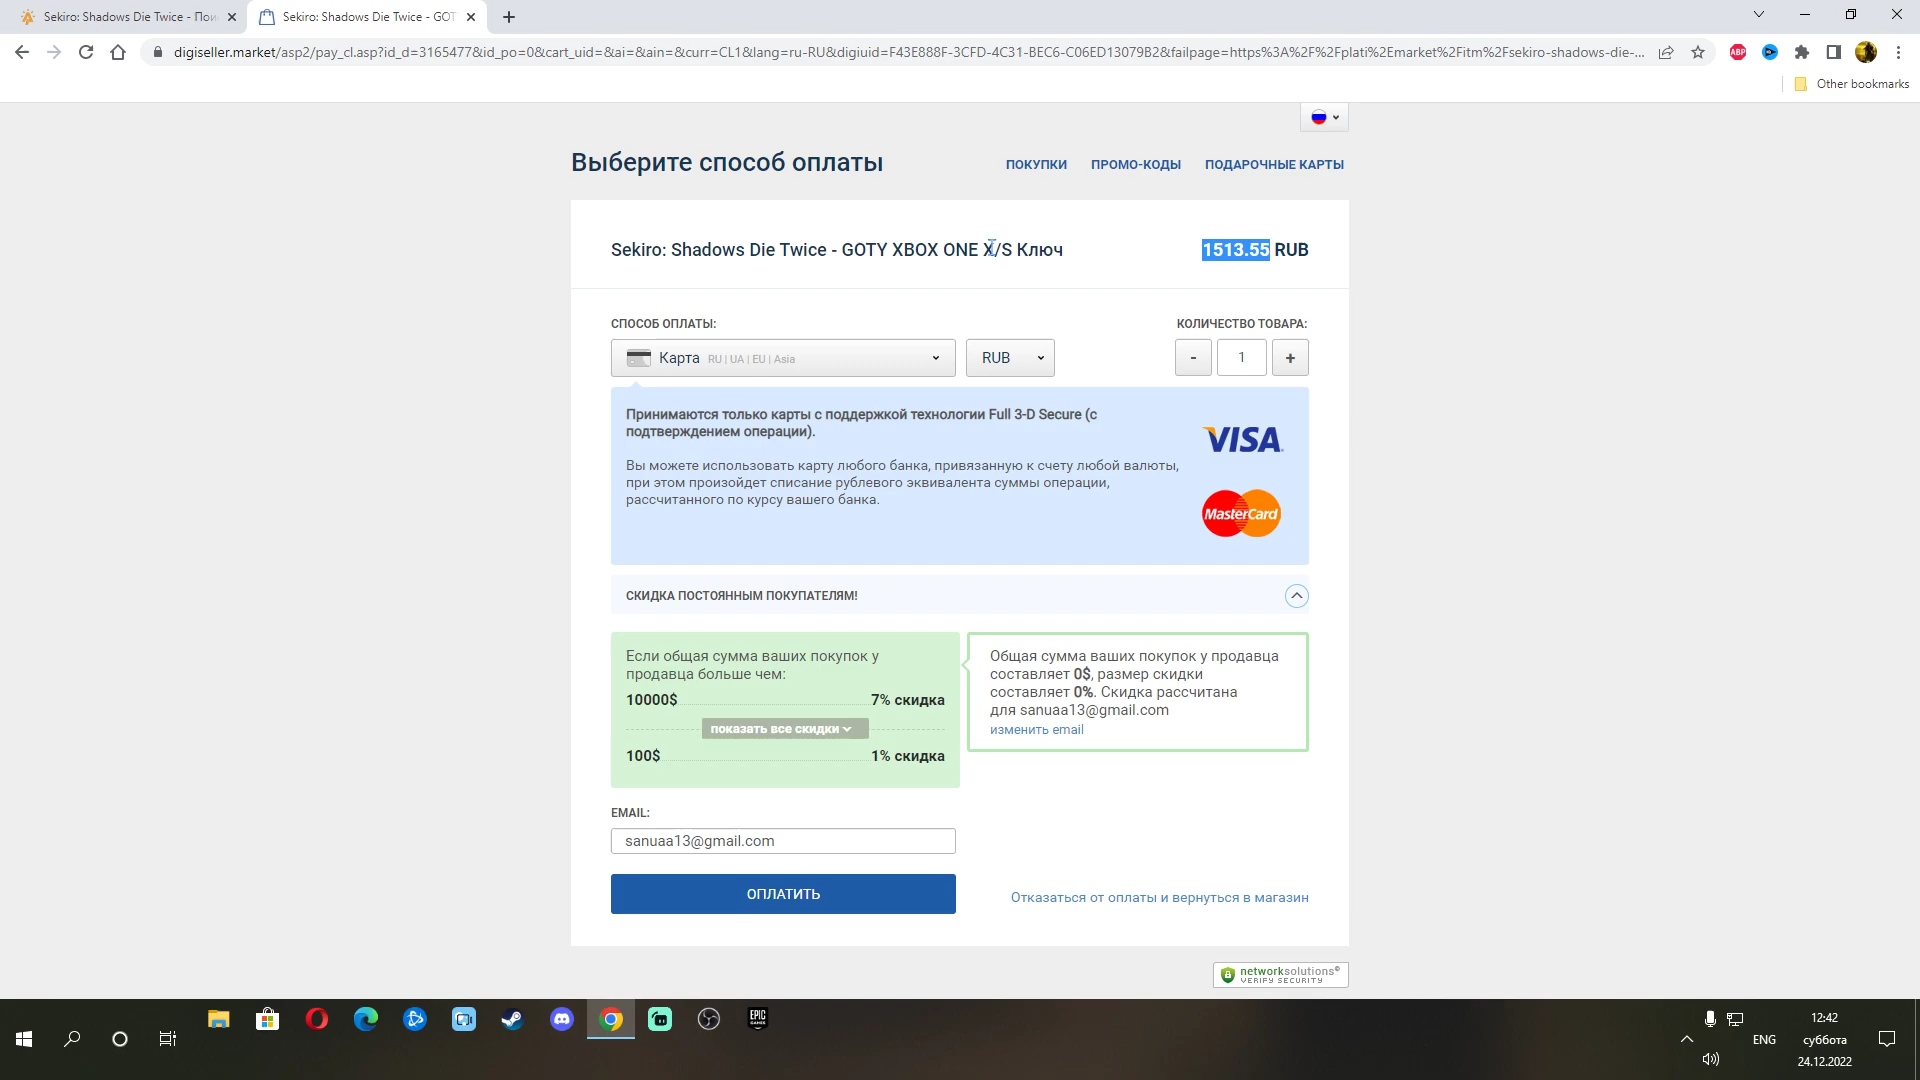 Sekiro: Shadows Die Twice - Пои
Sekiro: Shadows Die Twice - GOT
digiseller.market/asp2/pay_cl.asp?id_d=3165477&id_po=0&cart_uid=&ai=&ain=&curr=CL1&lang=ru-RU&digiuid=F43E888F-3CFD-4C31-BEC6-C06ED13079B2&failpage=https%3A%2F%2Fplati%2Emarket%2Fitm%2Fsekiro-shadows-die-...
ABP
Other bookmarks
Выберите способ оплаты
ПОКУПКИ
ПРОМО-КОДЫ
ПОДАРОЧНЫЕ КАРТЫ
Sekiro: Shadows Die Twice - GOTY XBOX ONE X/S Ключ
1513.55 RUB
СПОСОБ ОПЛАТЫ:
КОЛИЧЕСТВО ТОВАРА:
Карта RU | UA | EU | Asia
RUB
- 1 +
Принимаются только карты с поддержкой технологии Full 3-D Secure (с
подтверждением операции).
VISA
Вы можете использовать карту любого банка, привязанную к счету любой валюты,
при этом произойдет списание рублевого эквивалента суммы операции,
рассчитанного по курсу вашего банка.
MasterCard
СКИДКА ПОСТОЯННЫМ ПОКУПАТЕЛЯМ!
Если общая сумма ваших покупок у
продавца больше чем:
10000$ 7% скидка
показать все скидки
100$ 1% скидка
Общая сумма ваших покупок у продавца
составляет 0$, размер скидки
составляет 0%. Скидка рассчитана
для sanuaa13@gmail.com
изменить email
EMAIL:
sanuaa13@gmail.com
ОПЛАТИТЬ
Отказаться от оплаты и вернуться в магазин
networksolutions®
VERIFY SECURITY
EPIC
GAMES
ENG
12:42
суббота
24.12.2022